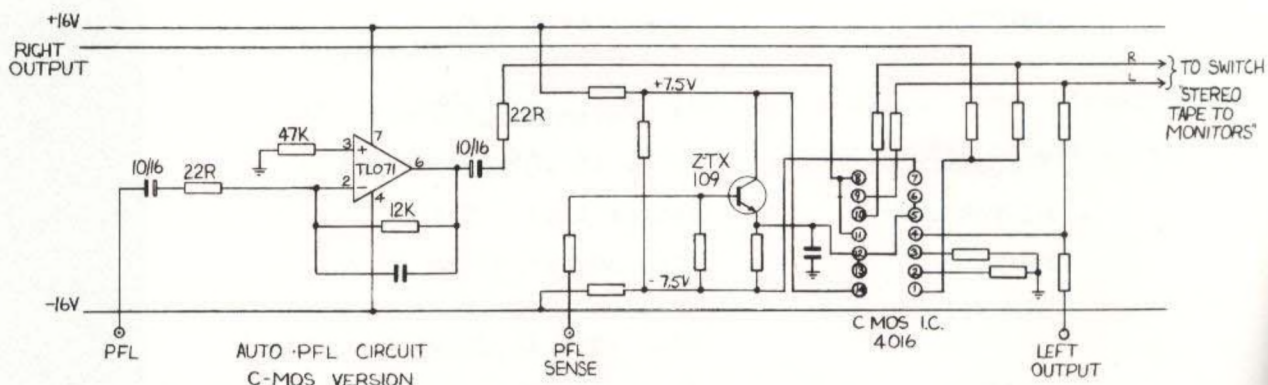 +16V
RIGHT
OUTPUT
R
L
TO SWITCH
"STEREO
TAPE TO
MONITORS"
+7.5V
22R
47K
3
+
7
TL071
6
10/16
10/16
22R
2
−
4
12K
ZTX
109
8
9
10
11
12
13
14
7
6
5
4
3
2
1
- 7.5V
-16V
C MOS I.C.
4016
PFL
AUTO ·PFL CIRCUIT
C-MOS VERSION
PFL
SENSE
LEFT
OUTPUT